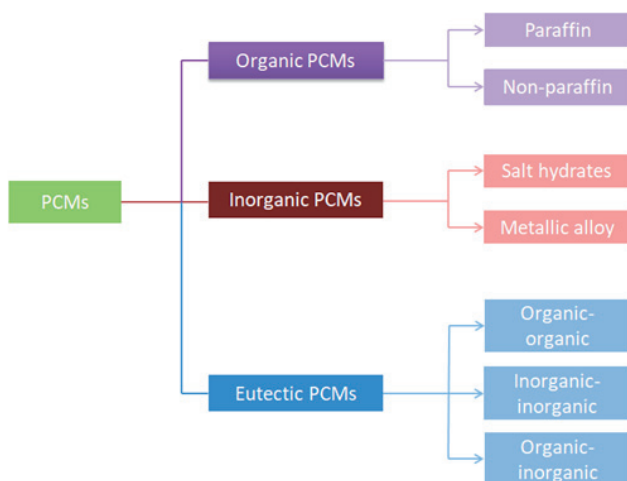 PCMs
Organic PCMs
Paraffin
Non-paraffin
Inorganic PCMs
Salt hydrates
Metallic alloy
Eutectic PCMs
Organic-
organic
Inorganic-
inorganic
Organic-
inorganic